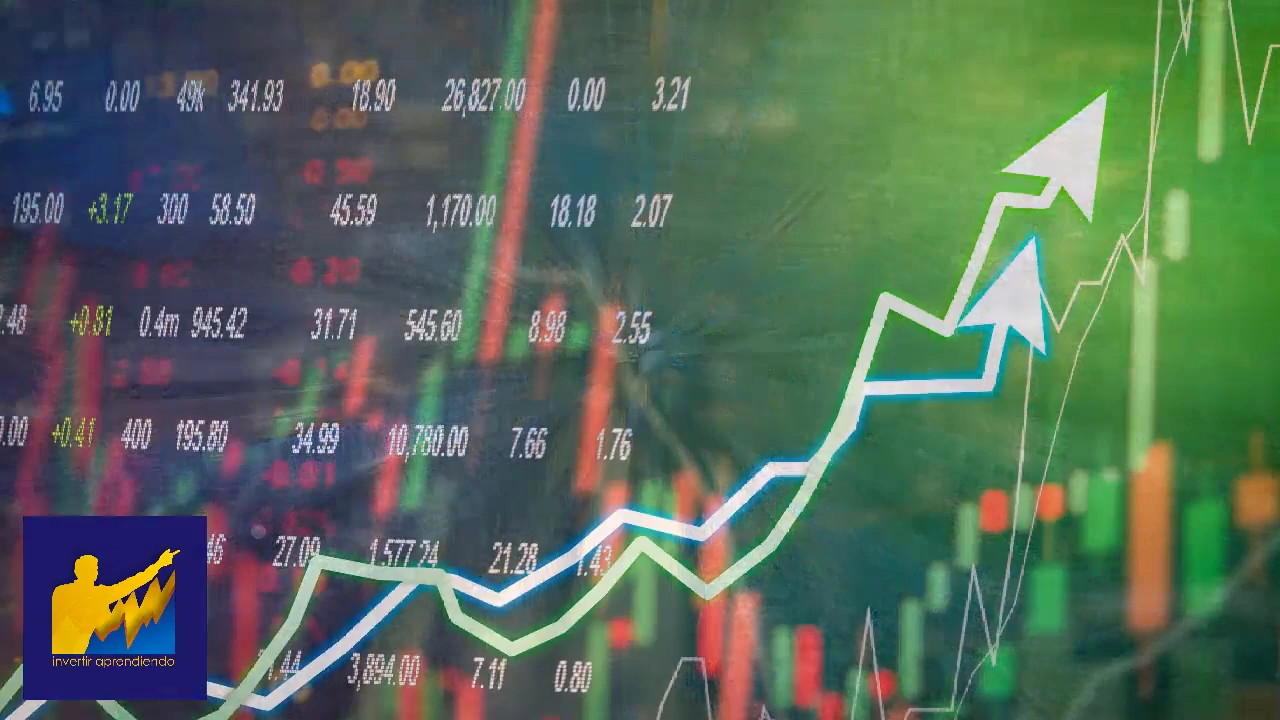 6.95 0.00 49k 341.93 18.90 26,827.00 0.00 3.21
195.00 +3.17 300 58.50 45.59 1,170.00 18.18 2.07
+0.81 0.4m 945.42 31.71 545.60 8.98 2.55
+0.41 400 195.80 34.99 10,780.00 7.66 1.76
27.09 1,577.24 21.28 1.43
3,894.00 7.11 0.80
invertir aprendiendo